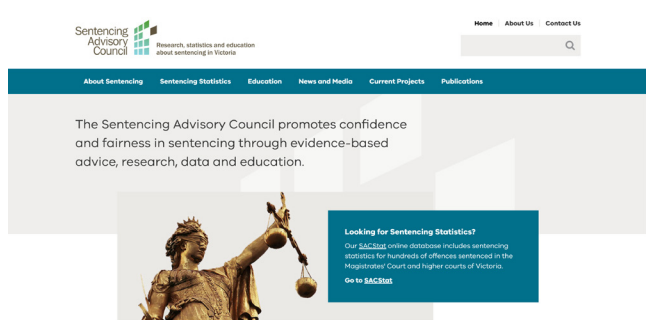 Sentencing
Advisory
Council
Research, statistics and education
about sentencing in Victoria
Home
About Us
Contact Us
About Sentencing
Sentencing Statistics
Education
News and Media
Current Projects
Publications
The Sentencing Advisory Council promotes confidence
and fairness in sentencing through evidence-based
advice, research, data and education.
Looking for Sentencing Statistics?
Our SACStat online database includes sentencing
statistics for hundreds of offences sentenced in the
Magistrates' Court and higher courts of Victoria.
Go to SACStat